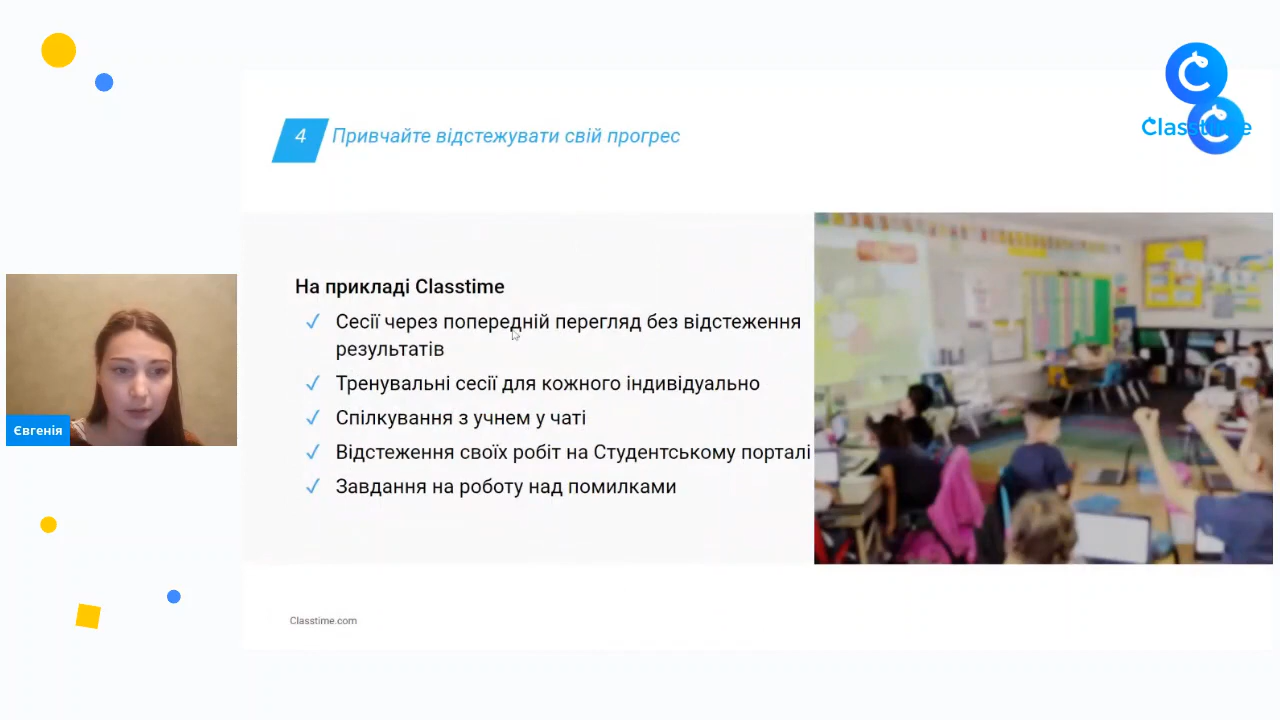 4 Привчайте відстежувати свій прогрес
На прикладі Classtime
✓ Сесії через попередній перегляд без відстеження
результатів
✓ Тренувальні сесії для кожного індивідуально
✓ Спілкування з учнем у чаті
✓ Відстеження своїх робіт на Студентському порталі
✓ Завдання на роботу над помилками
Євгенія
Classtime.com